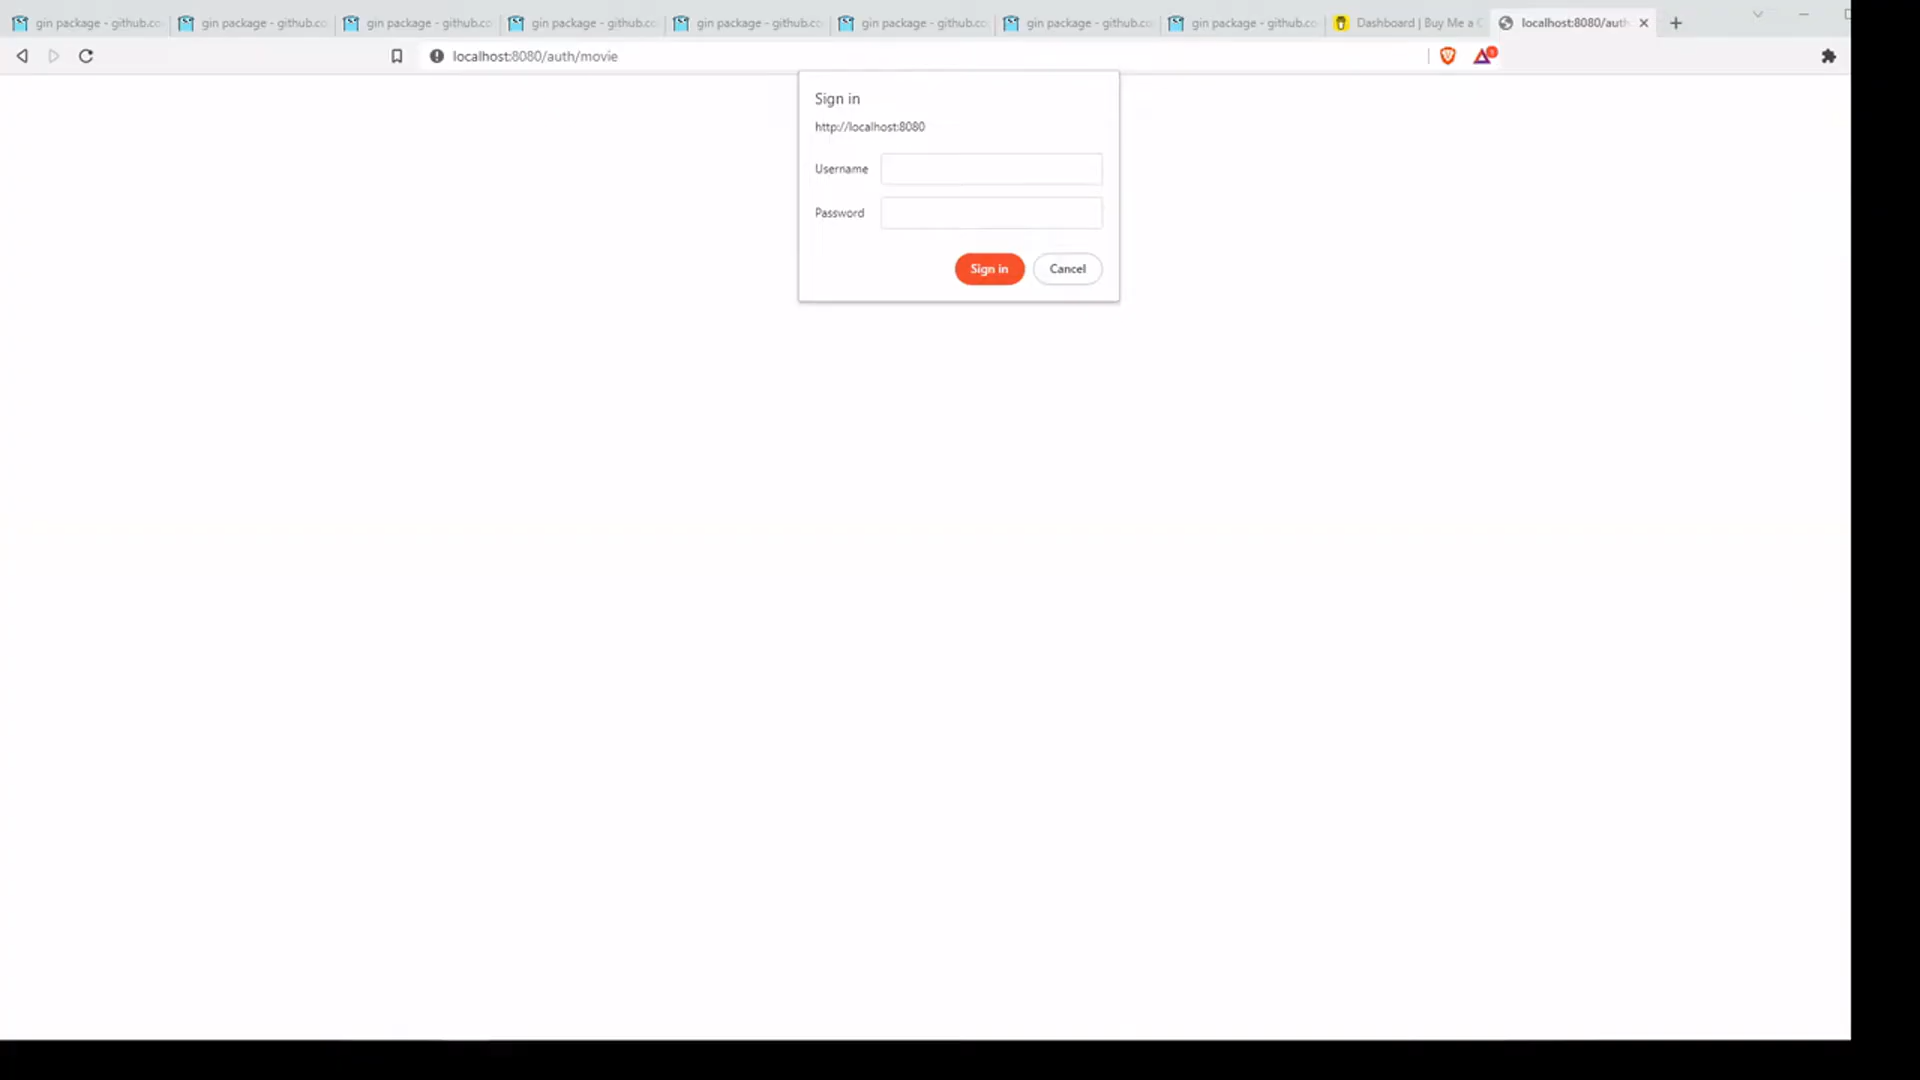 gin package - github.co
gin package - github.co
gin package - github.co
gin package - github.co
gin package - github.co
gin package - github.co
gin package - github.co
gin package - github.co
Dashboard | Buy Me a C
localhost:8080/auth
localhost:8080/auth/movie
Sign in
http://localhost:8080
Username
Password
Sign in
Cancel